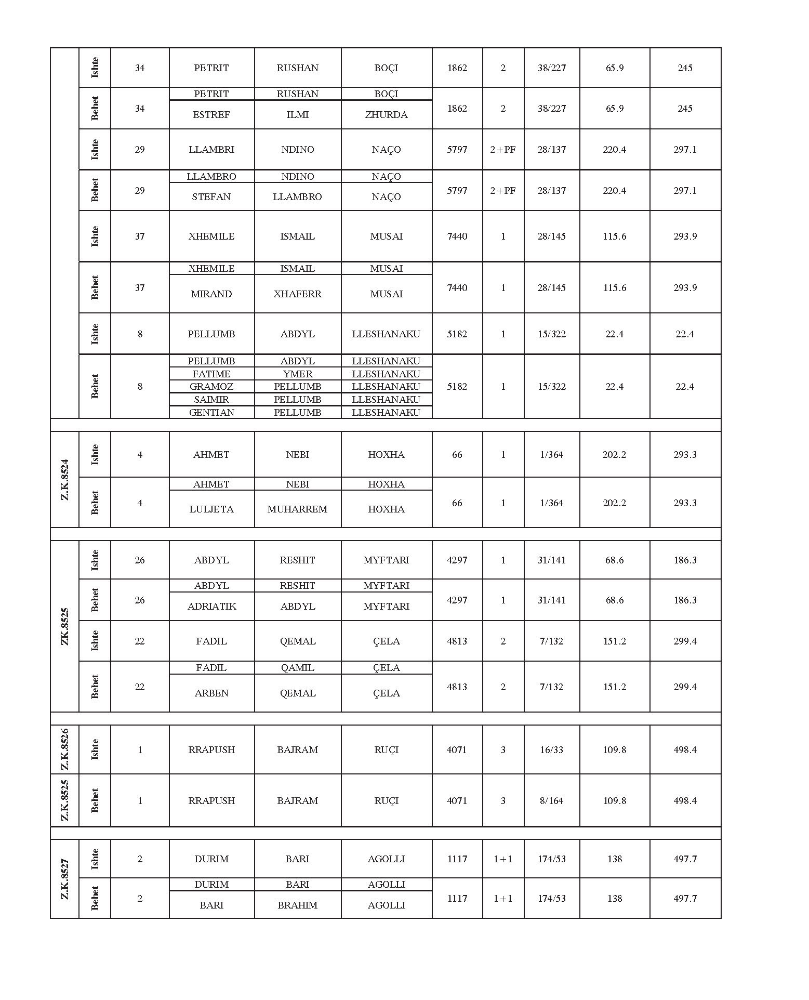 Ishte 34 PETRIT RUSHAN BOÇI 1862 2 38/227 65.9 245
Behet 34 PETRIT RUSHAN BOÇI 1862 2 38/227 65.9 245
ESTREF ILMI ZHURDA
Ishte 29 LLAMBRI NDINO NAÇO 5797 2+PF 28/137 220.4 297.1
Behet 29 LLAMBRO NDINO NAÇO 5797 2+PF 28/137 220.4 297.1
STEFAN LLAMBRO NAÇO
Ishte 37 XHEMILE ISMAIL MUSAI 7440 1 28/145 115.6 293.9
Behet 37 XHEMILE ISMAIL MUSAI 7440 1 28/145 115.6 293.9
MIRAND XHAFERR MUSAI
Ishte 8 PELLUMB ABDYL LLESHANAKU 5182 1 15/322 22.4 22.4
Behet 8 PELLUMB ABDYL LLESHANAKU 5182 1 15/322 22.4 22.4
FATIME YMER LLESHANAKU
GRAMOZ PELLUMB LLESHANAKU
SAIMIR PELLUMB LLESHANAKU
GENTIAN PELLUMB LLESHANAKU
Z.K.8524 Ishte 4 AHMET NEBI HOXHA 66 1 1/364 202.2 293.3
Behet 4 AHMET NEBI HOXHA 66 1 1/364 202.2 293.3
LULJETA MUHARREM HOXHA
ZK.8525 Ishte 26 ABDYL RESHIT MYFTARI 4297 1 31/141 68.6 186.3
Behet 26 ABDYL RESHIT MYFTARI 4297 1 31/141 68.6 186.3
ADRIATIK ABDYL MYFTARI
Ishte 22 FADIL QEMAL ÇELA 4813 2 7/132 151.2 299.4
Behet 22 FADIL QAMIL ÇELA 4813 2 7/132 151.2 299.4
ARBEN QEMAL ÇELA
Z.K.8526 Ishte 1 RRAPUSH BAJRAM RUÇI 4071 3 16/33 109.8 498.4
Z.K.8525 Behet 1 RRAPUSH BAJRAM RUÇI 4071 3 8/164 109.8 498.4
Z.K.8527 Ishte 2 DURIM BARI AGOLLI 1117 1+1 174/53 138 497.7
Behet 2 DURIM BARI AGOLLI 1117 1+1 174/53 138 497.7
BARI BRAHIM AGOLLI